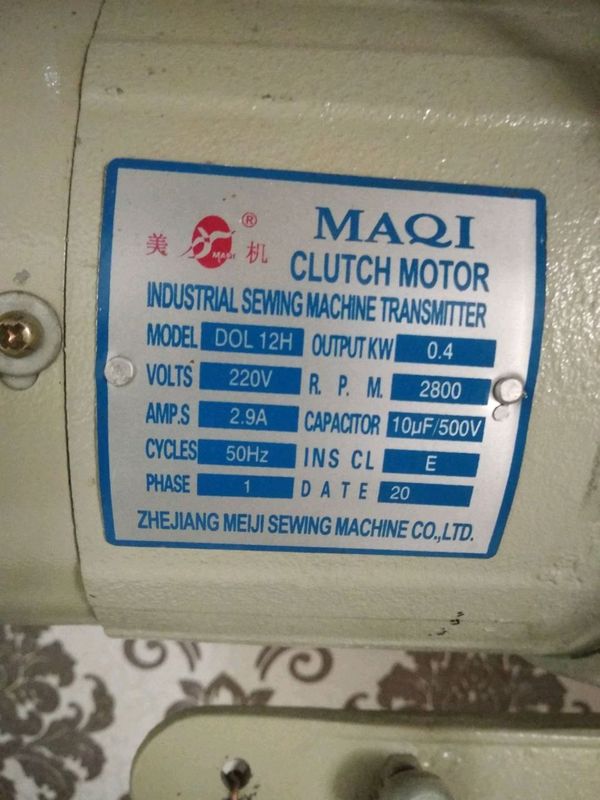 美 MAQI ® 机 MAQI
CLUTCH MOTOR
INDUSTRIAL SEWING MACHINE TRANSMITTER
MODEL DOL 12H OUTPUT KW 0.4
VOLTS 220V R. P. M. 2800
AMP.S 2.9A CAPACITOR 10µF/500V
CYCLES 50Hz INS CL E
PHASE 1 DATE 20
ZHEJIANG MEIJI SEWING MACHINE CO.,LTD.